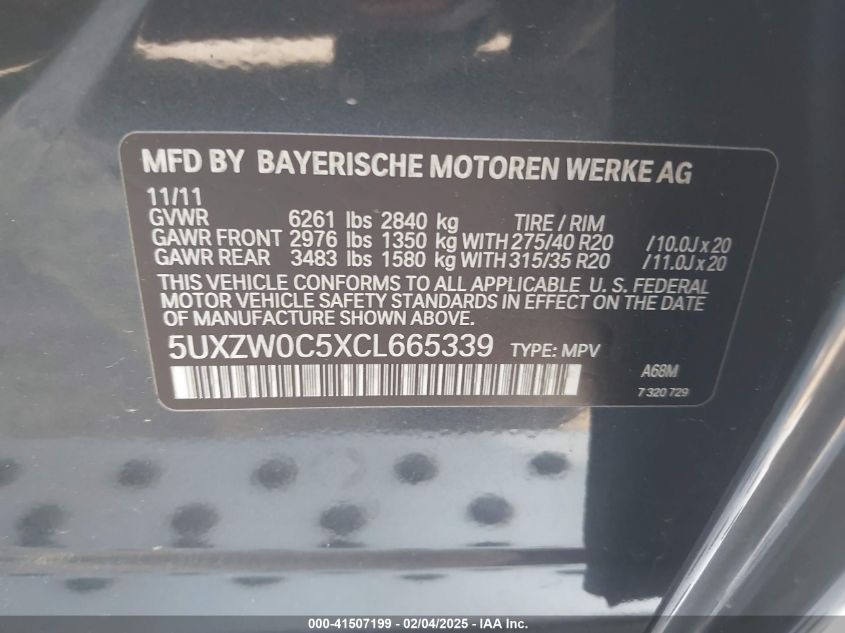 MFD BY BAYERISCHE MOTOREN WERKE AG
11/11
GVWR 6261 lbs 2840 kg TIRE / RIM
GAWR FRONT 2976 lbs 1350 kg WITH 275/40 R20 /10.0J x 20
GAWR REAR 3483 lbs 1580 kg WITH 315/35 R20 /11.0J x 20
THIS VEHICLE CONFORMS TO ALL APPLICABLE U. S. FEDERAL
MOTOR VEHICLE SAFETY STANDARDS IN EFFECT ON THE DATE
OF MANUFACTURE SHOWN ABOVE.
5UXZW0C5XCL665339 TYPE: MPV
A68M
7 320 729
000-41507199 - 02/04/2025 - IAA Inc.